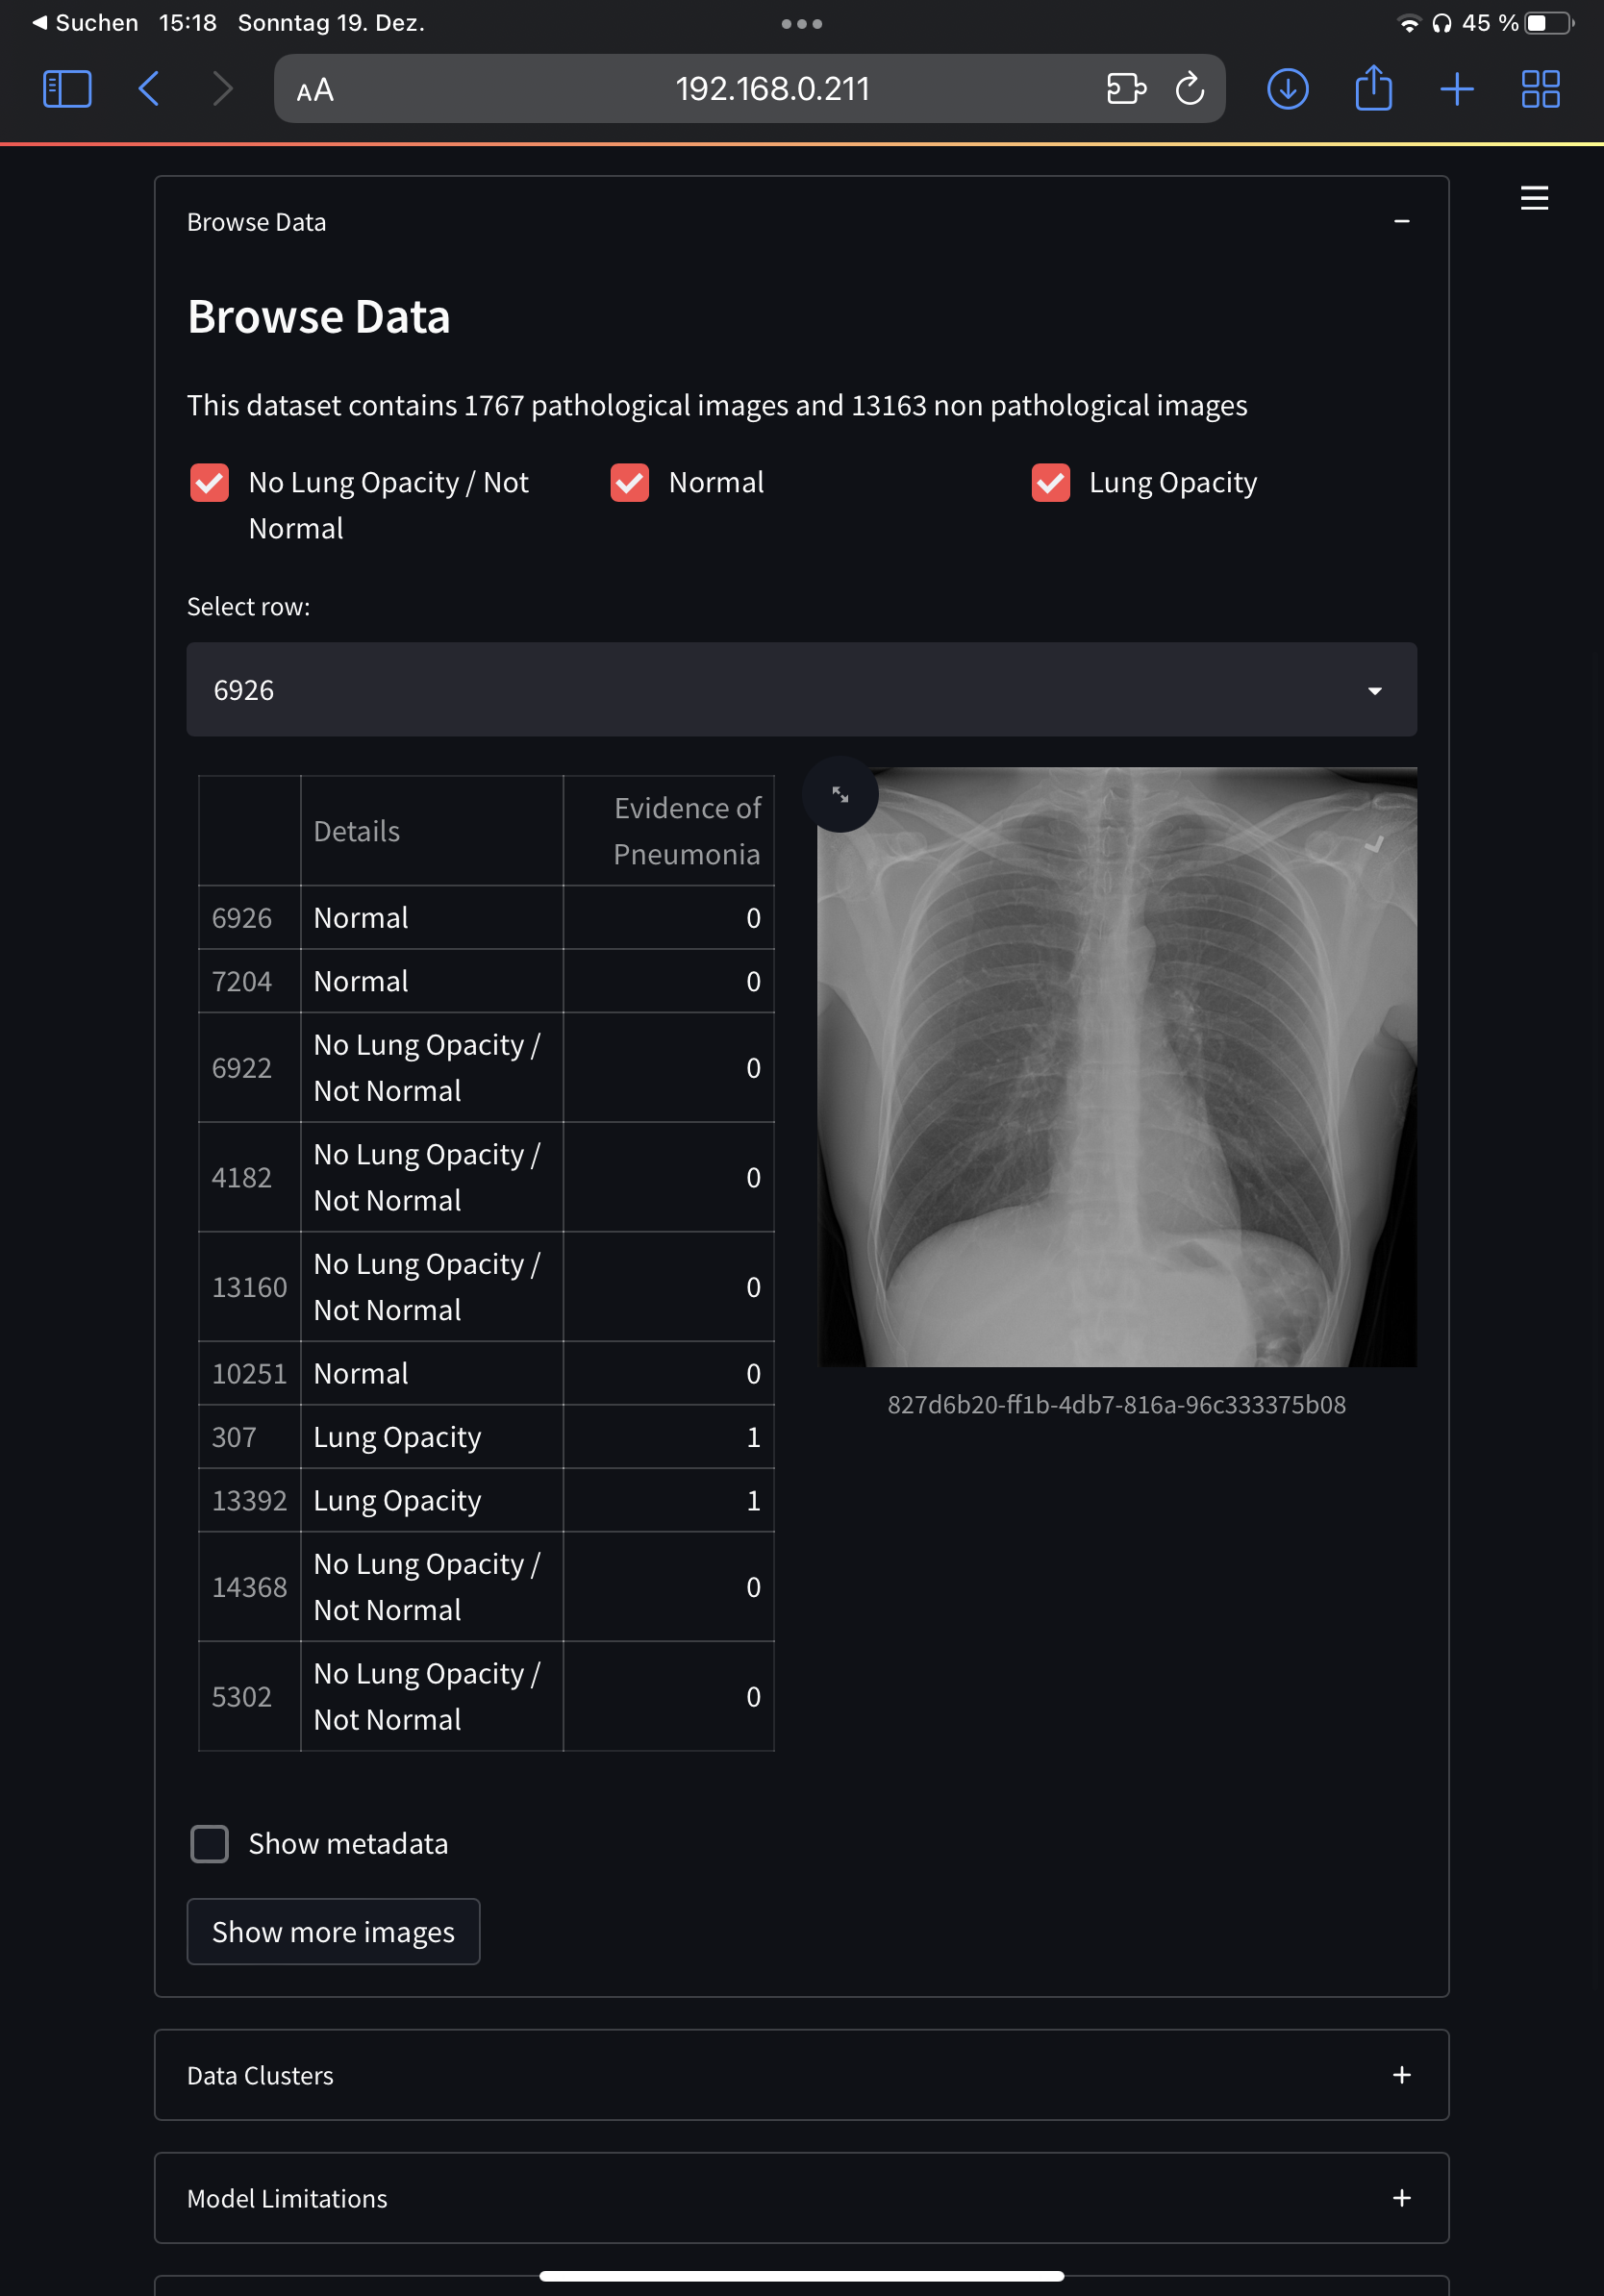 Suchen 15:18 Sonntag 19. Dez.
45 %
AA 192.168.0.211
Browse Data
Browse Data
This dataset contains 1767 pathological images and 13163 non pathological images
No Lung Opacity / Not Normal
Normal
Lung Opacity
Select row:
6926
Details Evidence of Pneumonia
6926 Normal 0
7204 Normal 0
6922 No Lung Opacity / Not Normal 0
4182 No Lung Opacity / Not Normal 0
13160 No Lung Opacity / Not Normal 0
10251 Normal 0
307 Lung Opacity 1
13392 Lung Opacity 1
14368 No Lung Opacity / Not Normal 0
5302 No Lung Opacity / Not Normal 0
827d6b20-ff1b-4db7-816a-96c333375b08
Show metadata
Show more images
Data Clusters
Model Limitations